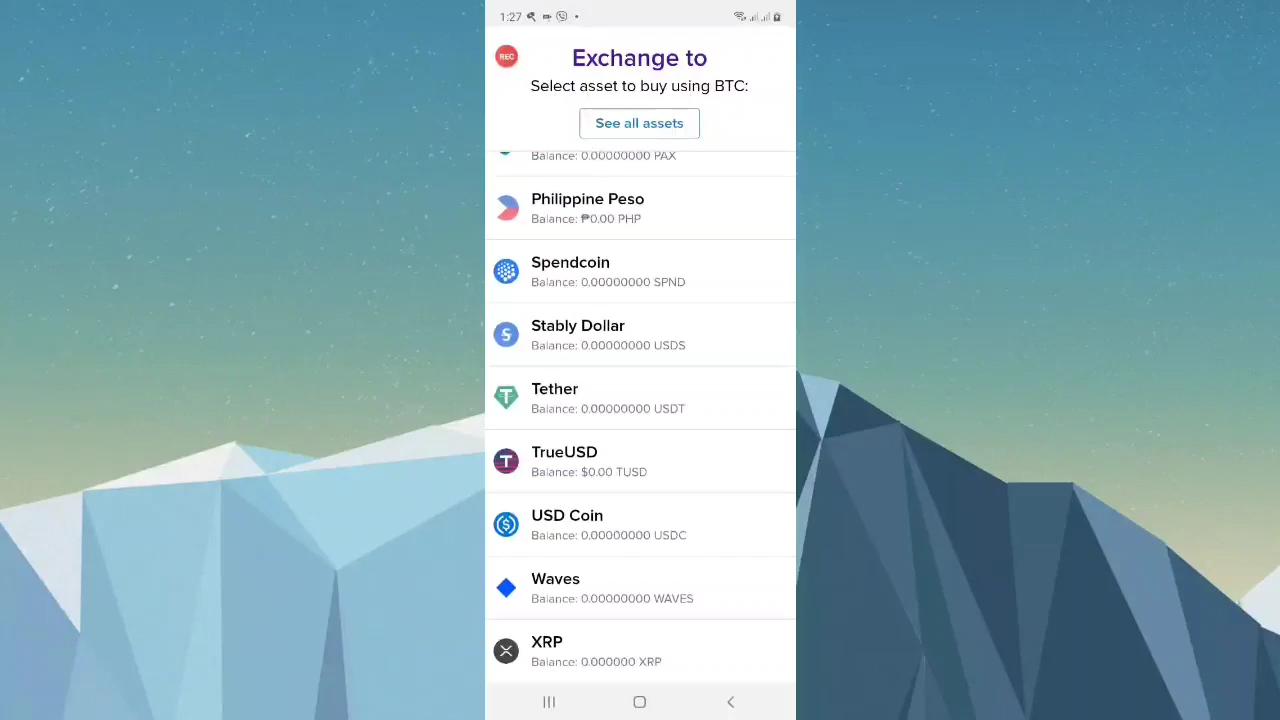 1:27
REC
Exchange to
Select asset to buy using BTC:
See all assets
Balance: 0.00000000 PAX
Philippine Peso
Balance: ₱0.00 PHP
Spendcoin
Balance: 0.00000000 SPND
Stably Dollar
Balance: 0.00000000 USDS
Tether
Balance: 0.00000000 USDT
TrueUSD
Balance: $0.00 TUSD
USD Coin
Balance: 0.00000000 USDC
Waves
Balance: 0.00000000 WAVES
XRP
Balance: 0.000000 XRP